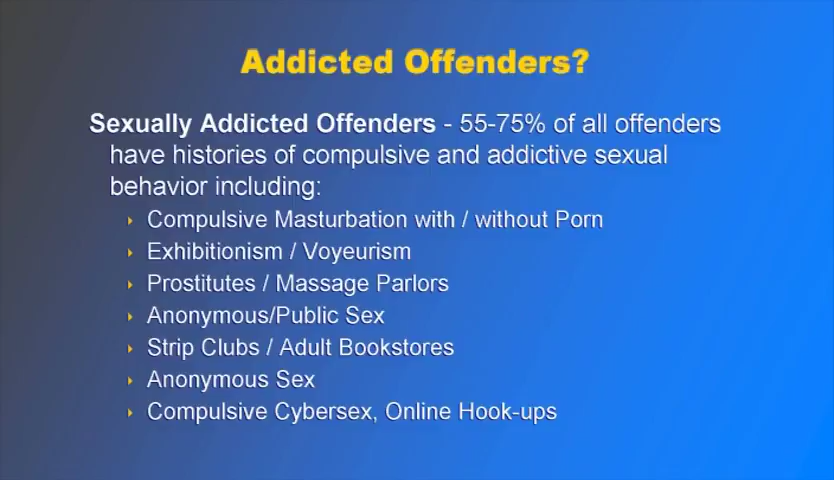 Addicted Offenders?
Sexually Addicted Offenders - 55-75% of all offenders
have histories of compulsive and addictive sexual
behavior including:
Compulsive Masturbation with / without Porn
Exhibitionism / Voyeurism
Prostitutes / Massage Parlors
Anonymous/Public Sex
Strip Clubs / Adult Bookstores
Anonymous Sex
Compulsive Cybersex, Online Hook-ups